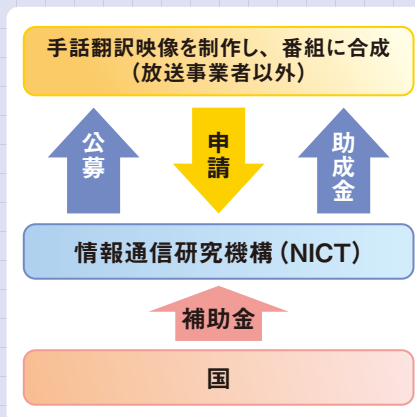 手話翻訳映像を制作し、番組に合成
（放送事業者以外）
公募
申請
助成金
情報通信研究機構（NICT）
補助金
国